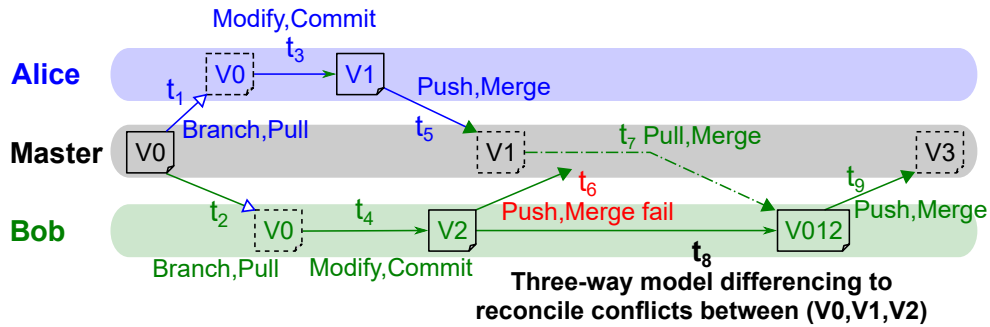 Modify,Commit
t3
Alice
V0
V1
t1
Push,Merge
Branch,Pull
t5
t7 Pull,Merge
Master
V0
V1
V3
t6
t9
t2
t4
Push,Merge fail
Push,Merge
Bob
V0
V2
V012
t8
Branch,Pull
Modify,Commit
Three-way model differencing to
reconcile conflicts between (V0,V1,V2)